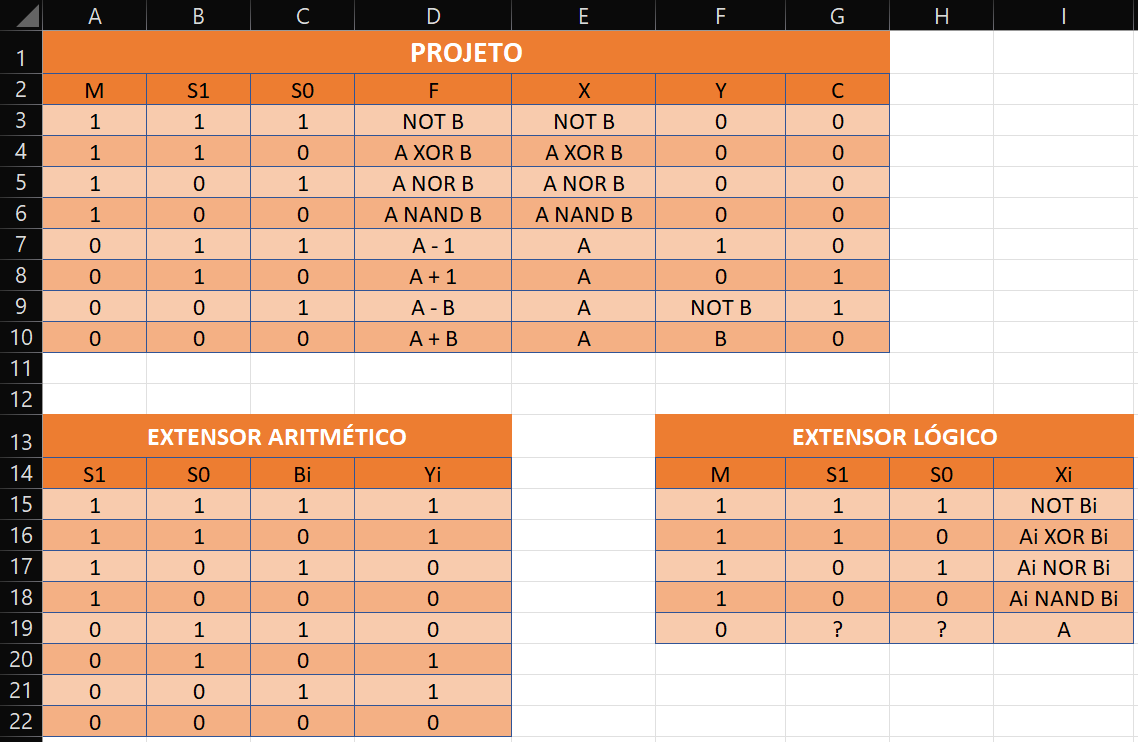 A B C D E F G H I
1 PROJETO
2 M S1 S0 F X Y C
3 1 1 1 NOT B NOT B 0 0
4 1 1 0 A XOR B A XOR B 0 0
5 1 0 1 A NOR B A NOR B 0 0
6 1 0 0 A NAND B A NAND B 0 0
7 0 1 1 A - 1 A 1 0
8 0 1 0 A + 1 A 0 1
9 0 0 1 A - B A NOT B 1
10 0 0 0 A + B A B 0
11
12
13 EXTENSOR ARITMÉTICO EXTENSOR LÓGICO
14 S1 S0 Bi Yi M S1 S0 Xi
15 1 1 1 1 1 1 1 NOT Bi
16 1 1 0 1 1 1 0 Ai XOR Bi
17 1 0 1 0 1 0 1 Ai NOR Bi
18 1 0 0 0 1 0 0 Ai NAND Bi
19 0 1 1 0 0 ? ? A
20 0 1 0 1
21 0 0 1 1
22 0 0 0 0